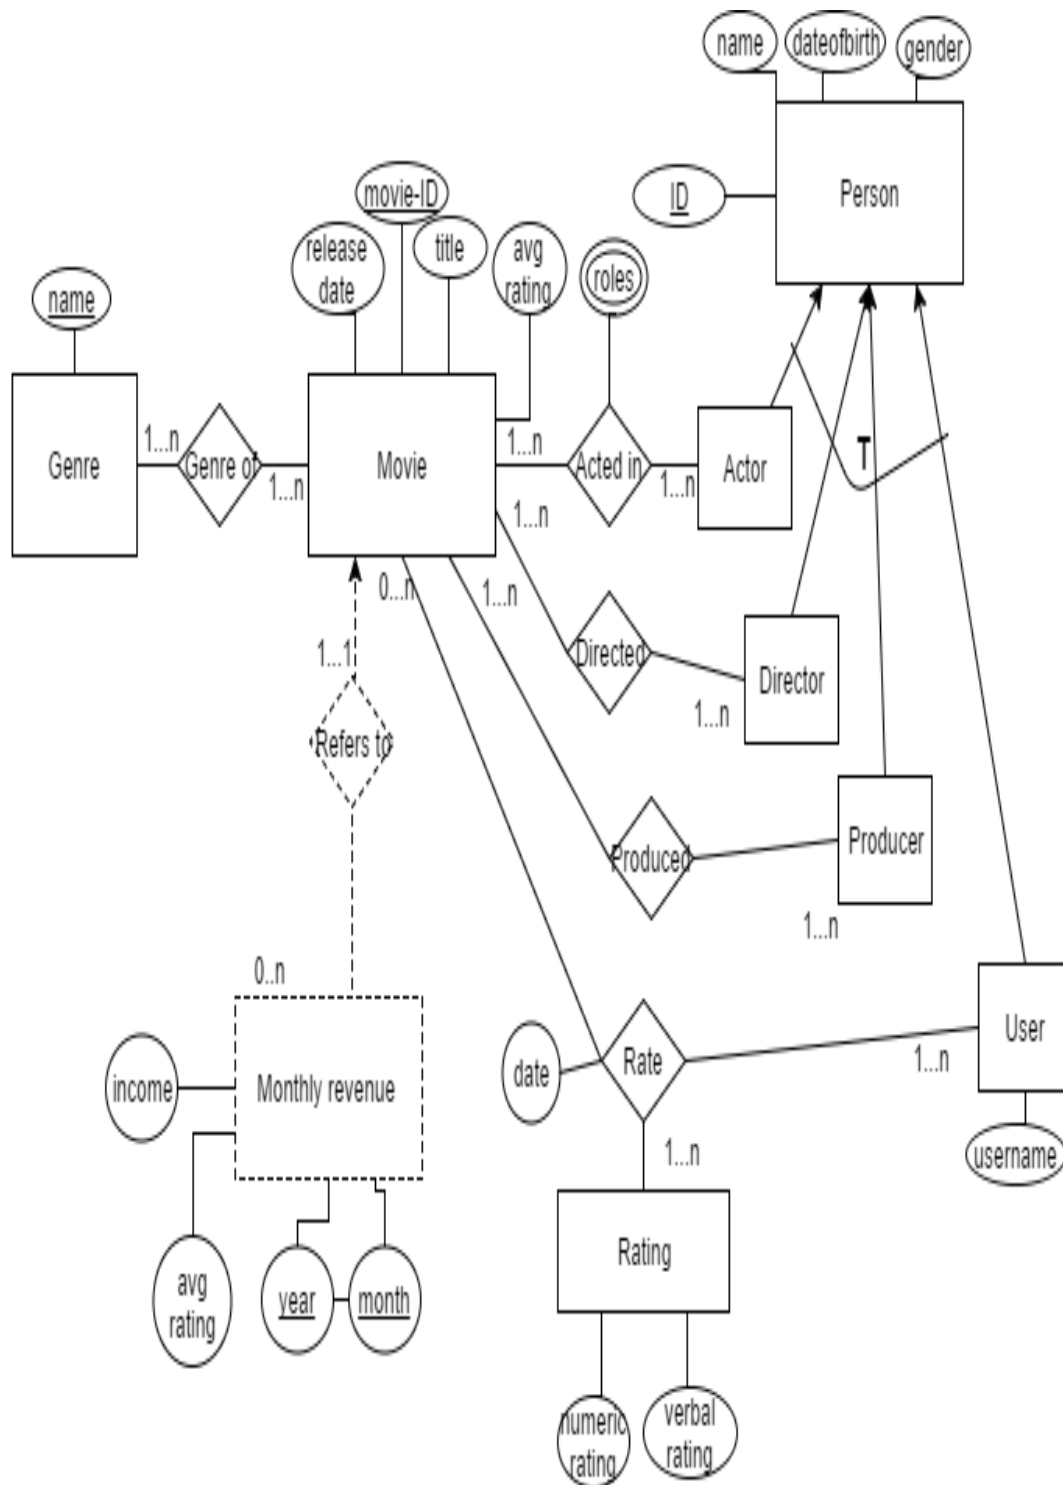 name
dateofbirth
gender
Person
ID
movie-ID
release
date
title
avg
rating
roles
name
Genre
1...n
Genre of
1...n
Movie
1...n
Acted in
1...n
Actor
T
1...n
0...n
1...n
Directed
Director
1...n
1...1
Refers to
Produced
Producer
1...n
0..n
Monthly revenue
income
avg
rating
year
month
date
Rate
1...n
User
username
1...n
Rating
numeric
rating
verbal
rating